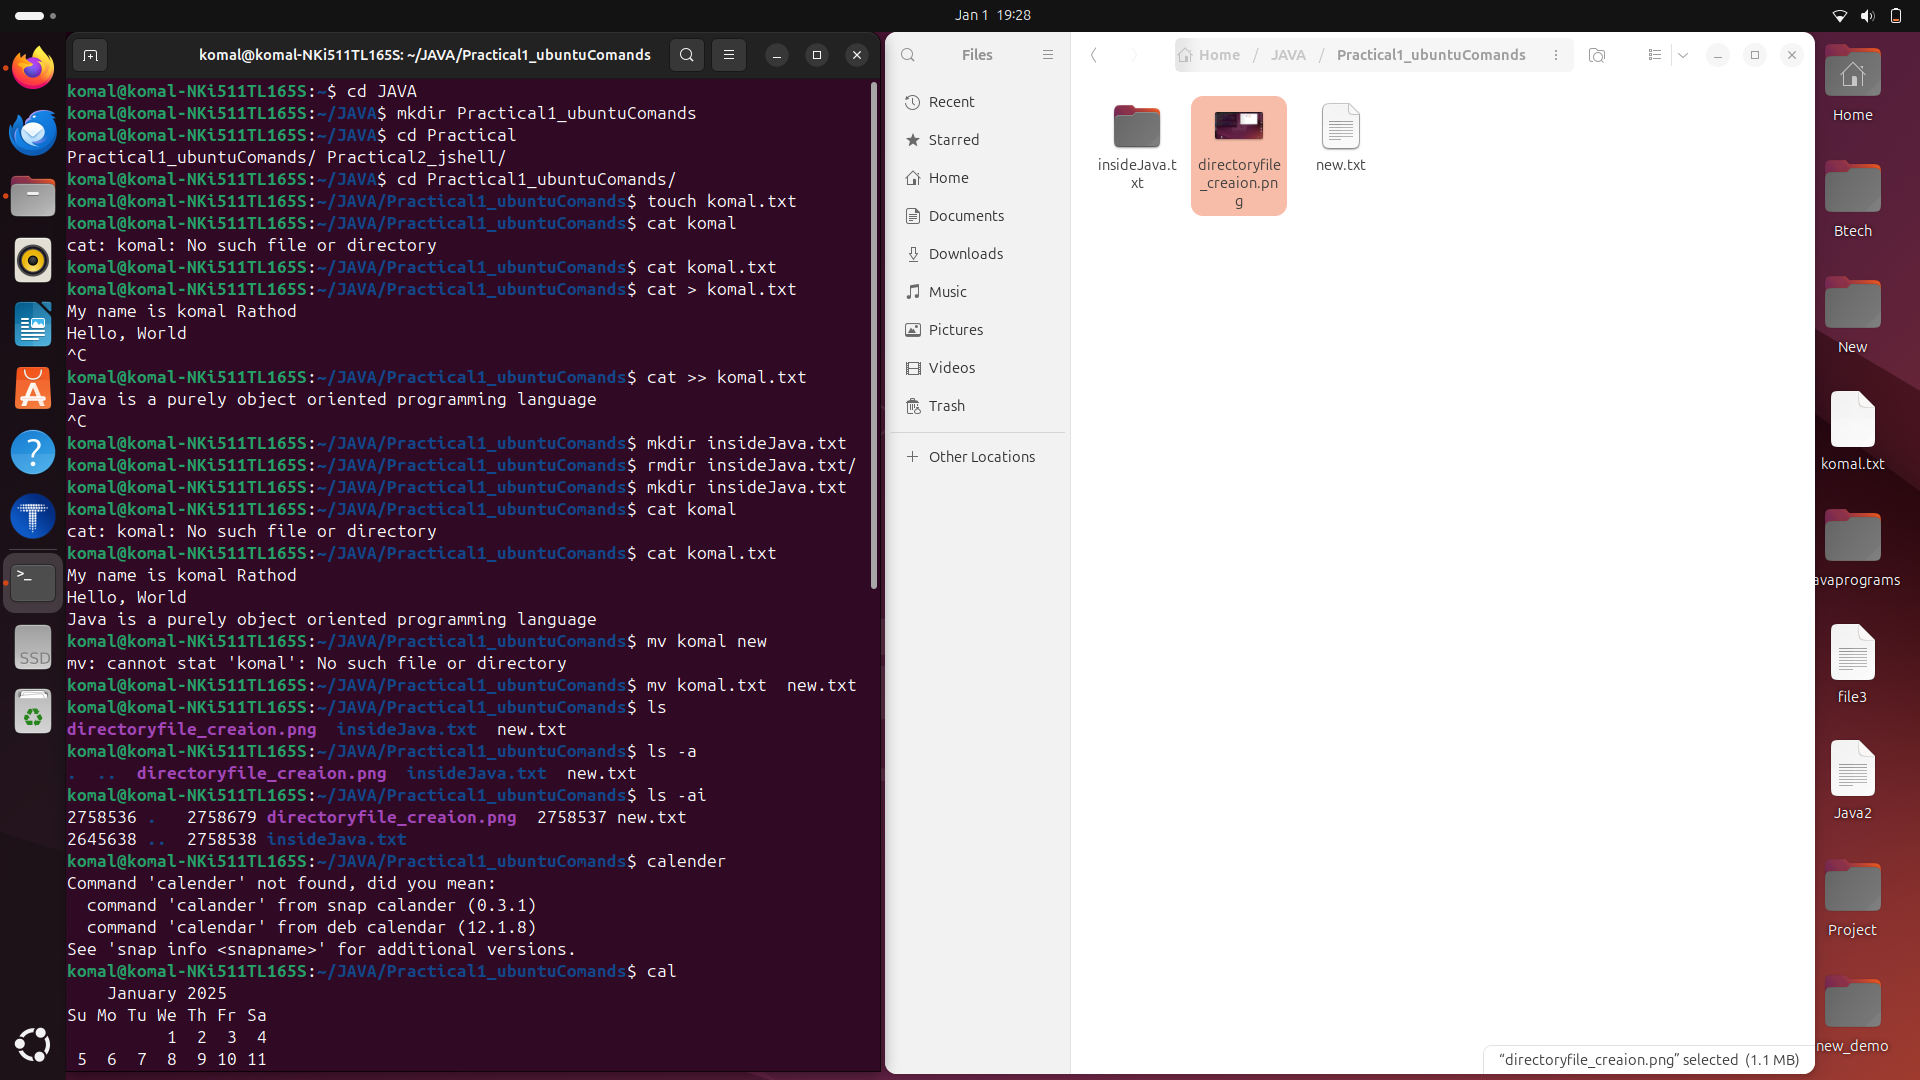 Jan 1 19:28
komal@komal-NKi511TL165S: ~/JAVA/Practical1_ubuntuComands
komal@komal-NKi511TL165S:~$ cd JAVA
komal@komal-NKi511TL165S:~/JAVA$ mkdir Practical1_ubuntuComands
komal@komal-NKi511TL165S:~/JAVA$ cd Practical
Practical1_ubuntuComands/ Practical2_jshell/
komal@komal-NKi511TL165S:~/JAVA$ cd Practical1_ubuntuComands/
komal@komal-NKi511TL165S:~/JAVA/Practical1_ubuntuComands$ touch komal.txt
komal@komal-NKi511TL165S:~/JAVA/Practical1_ubuntuComands$ cat komal
cat: komal: No such file or directory
komal@komal-NKi511TL165S:~/JAVA/Practical1_ubuntuComands$ cat komal.txt
komal@komal-NKi511TL165S:~/JAVA/Practical1_ubuntuComands$ cat > komal.txt
My name is komal Rathod
Hello, World
^C
komal@komal-NKi511TL165S:~/JAVA/Practical1_ubuntuComands$ cat >> komal.txt
Java is a purely object oriented programming language
^C
komal@komal-NKi511TL165S:~/JAVA/Practical1_ubuntuComands$ mkdir insideJava.txt
komal@komal-NKi511TL165S:~/JAVA/Practical1_ubuntuComands$ rmdir insideJava.txt/
komal@komal-NKi511TL165S:~/JAVA/Practical1_ubuntuComands$ mkdir insideJava.txt
komal@komal-NKi511TL165S:~/JAVA/Practical1_ubuntuComands$ cat komal
cat: komal: No such file or directory
komal@komal-NKi511TL165S:~/JAVA/Practical1_ubuntuComands$ cat komal.txt
My name is komal Rathod
Hello, World
Java is a purely object oriented programming language
komal@komal-NKi511TL165S:~/JAVA/Practical1_ubuntuComands$ mv komal new
mv: cannot stat 'komal': No such file or directory
komal@komal-NKi511TL165S:~/JAVA/Practical1_ubuntuComands$ mv komal.txt  new.txt
komal@komal-NKi511TL165S:~/JAVA/Practical1_ubuntuComands$ ls
directoryfile_creaion.png  insideJava.txt  new.txt
komal@komal-NKi511TL165S:~/JAVA/Practical1_ubuntuComands$ ls -a
.  ..  directoryfile_creaion.png  insideJava.txt  new.txt
komal@komal-NKi511TL165S:~/JAVA/Practical1_ubuntuComands$ ls -ai
2758536 .   2758679 directoryfile_creaion.png  2758537 new.txt
2645638 ..  2758538 insideJava.txt
komal@komal-NKi511TL165S:~/JAVA/Practical1_ubuntuComands$ calender
Command 'calender' not found, did you mean:
  command 'calander' from snap calander (0.3.1)
  command 'calendar' from deb calendar (12.1.8)
See 'snap info <snapname>' for additional versions.
komal@komal-NKi511TL165S:~/JAVA/Practical1_ubuntuComands$ cal
    January 2025
Su Mo Tu We Th Fr Sa
          1  2  3  4
 5  6  7  8  9 10 11
SSD
Files
Recent
Starred
Home
Documents
Downloads
Music
Pictures
Videos
Trash
Other Locations
Home / JAVA / Practical1_ubuntuComands
insideJava.t
xt
directoryfile
_creaion.pn
g
new.txt
"directoryfile_creaion.png" selected (1.1 MB)
Home
Btech
New
komal.txt
avaprograms
file3
Java2
Project
new_demo